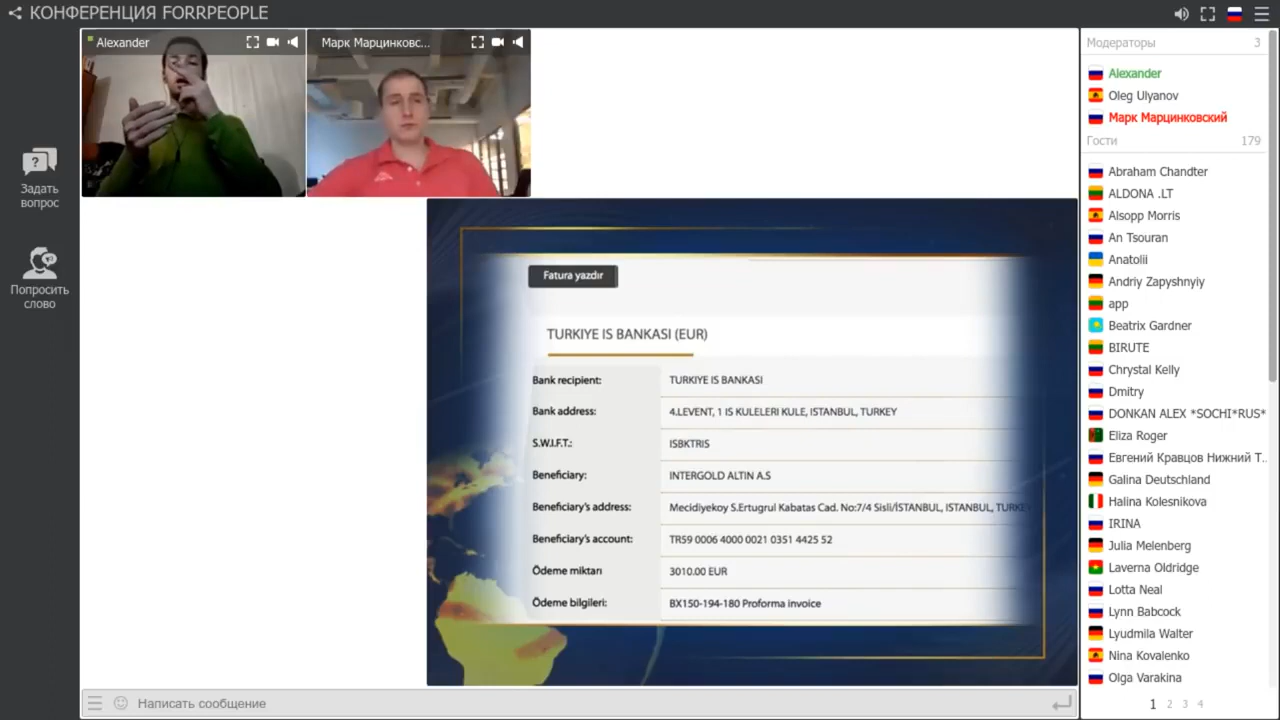 КОНФЕРЕНЦИЯ FORRPEOPLE
Alexander
Марк Марцинковс...
Задать
вопрос
Попросить
слово
Fatura yazdır
TURKIYE IS BANKASI (EUR)
Bank recipient: TURKIYE IS BANKASI
Bank address: 4.LEVENT, 1 IS KULELERI KULE, ISTANBUL, TURKEY
S.W.I.F.T.: ISBKTRIS
Beneficiary: INTERGOLD ALTIN A.S
Beneficiary's address: Mecidiyekoy S.Ertugrul Kabatas Cad. No:7/4 Sisli/İSTANBUL, ISTANBUL, TURKEY
Beneficiary's account: TR59 0006 4000 0021 0351 4425 52
Ödeme miktarı 3010.00 EUR
Ödeme bilgileri: BX150-194-180 Proforma invoice
Написать сообщение
Модераторы 3
Alexander
Oleg Ulyanov
Марк Марцинковский
Гости 179
Abraham Chandter
ALDONA .LT
Alsopp Morris
An Tsouran
Anatolii
Andriy Zapyshnyiy
app
Beatrix Gardner
BIRUTE
Chrystal Kelly
Dmitry
DONKAN ALEX *SOCHI*RUS*
Eliza Roger
Евгений Кравцов Нижний Т...
Galina Deutschland
Halina Kolesnikova
IRINA
Julia Melenberg
Laverna Oldridge
Lotta Neal
Lynn Babcock
Lyudmila Walter
Nina Kovalenko
Olga Varakina
1 2 3 4